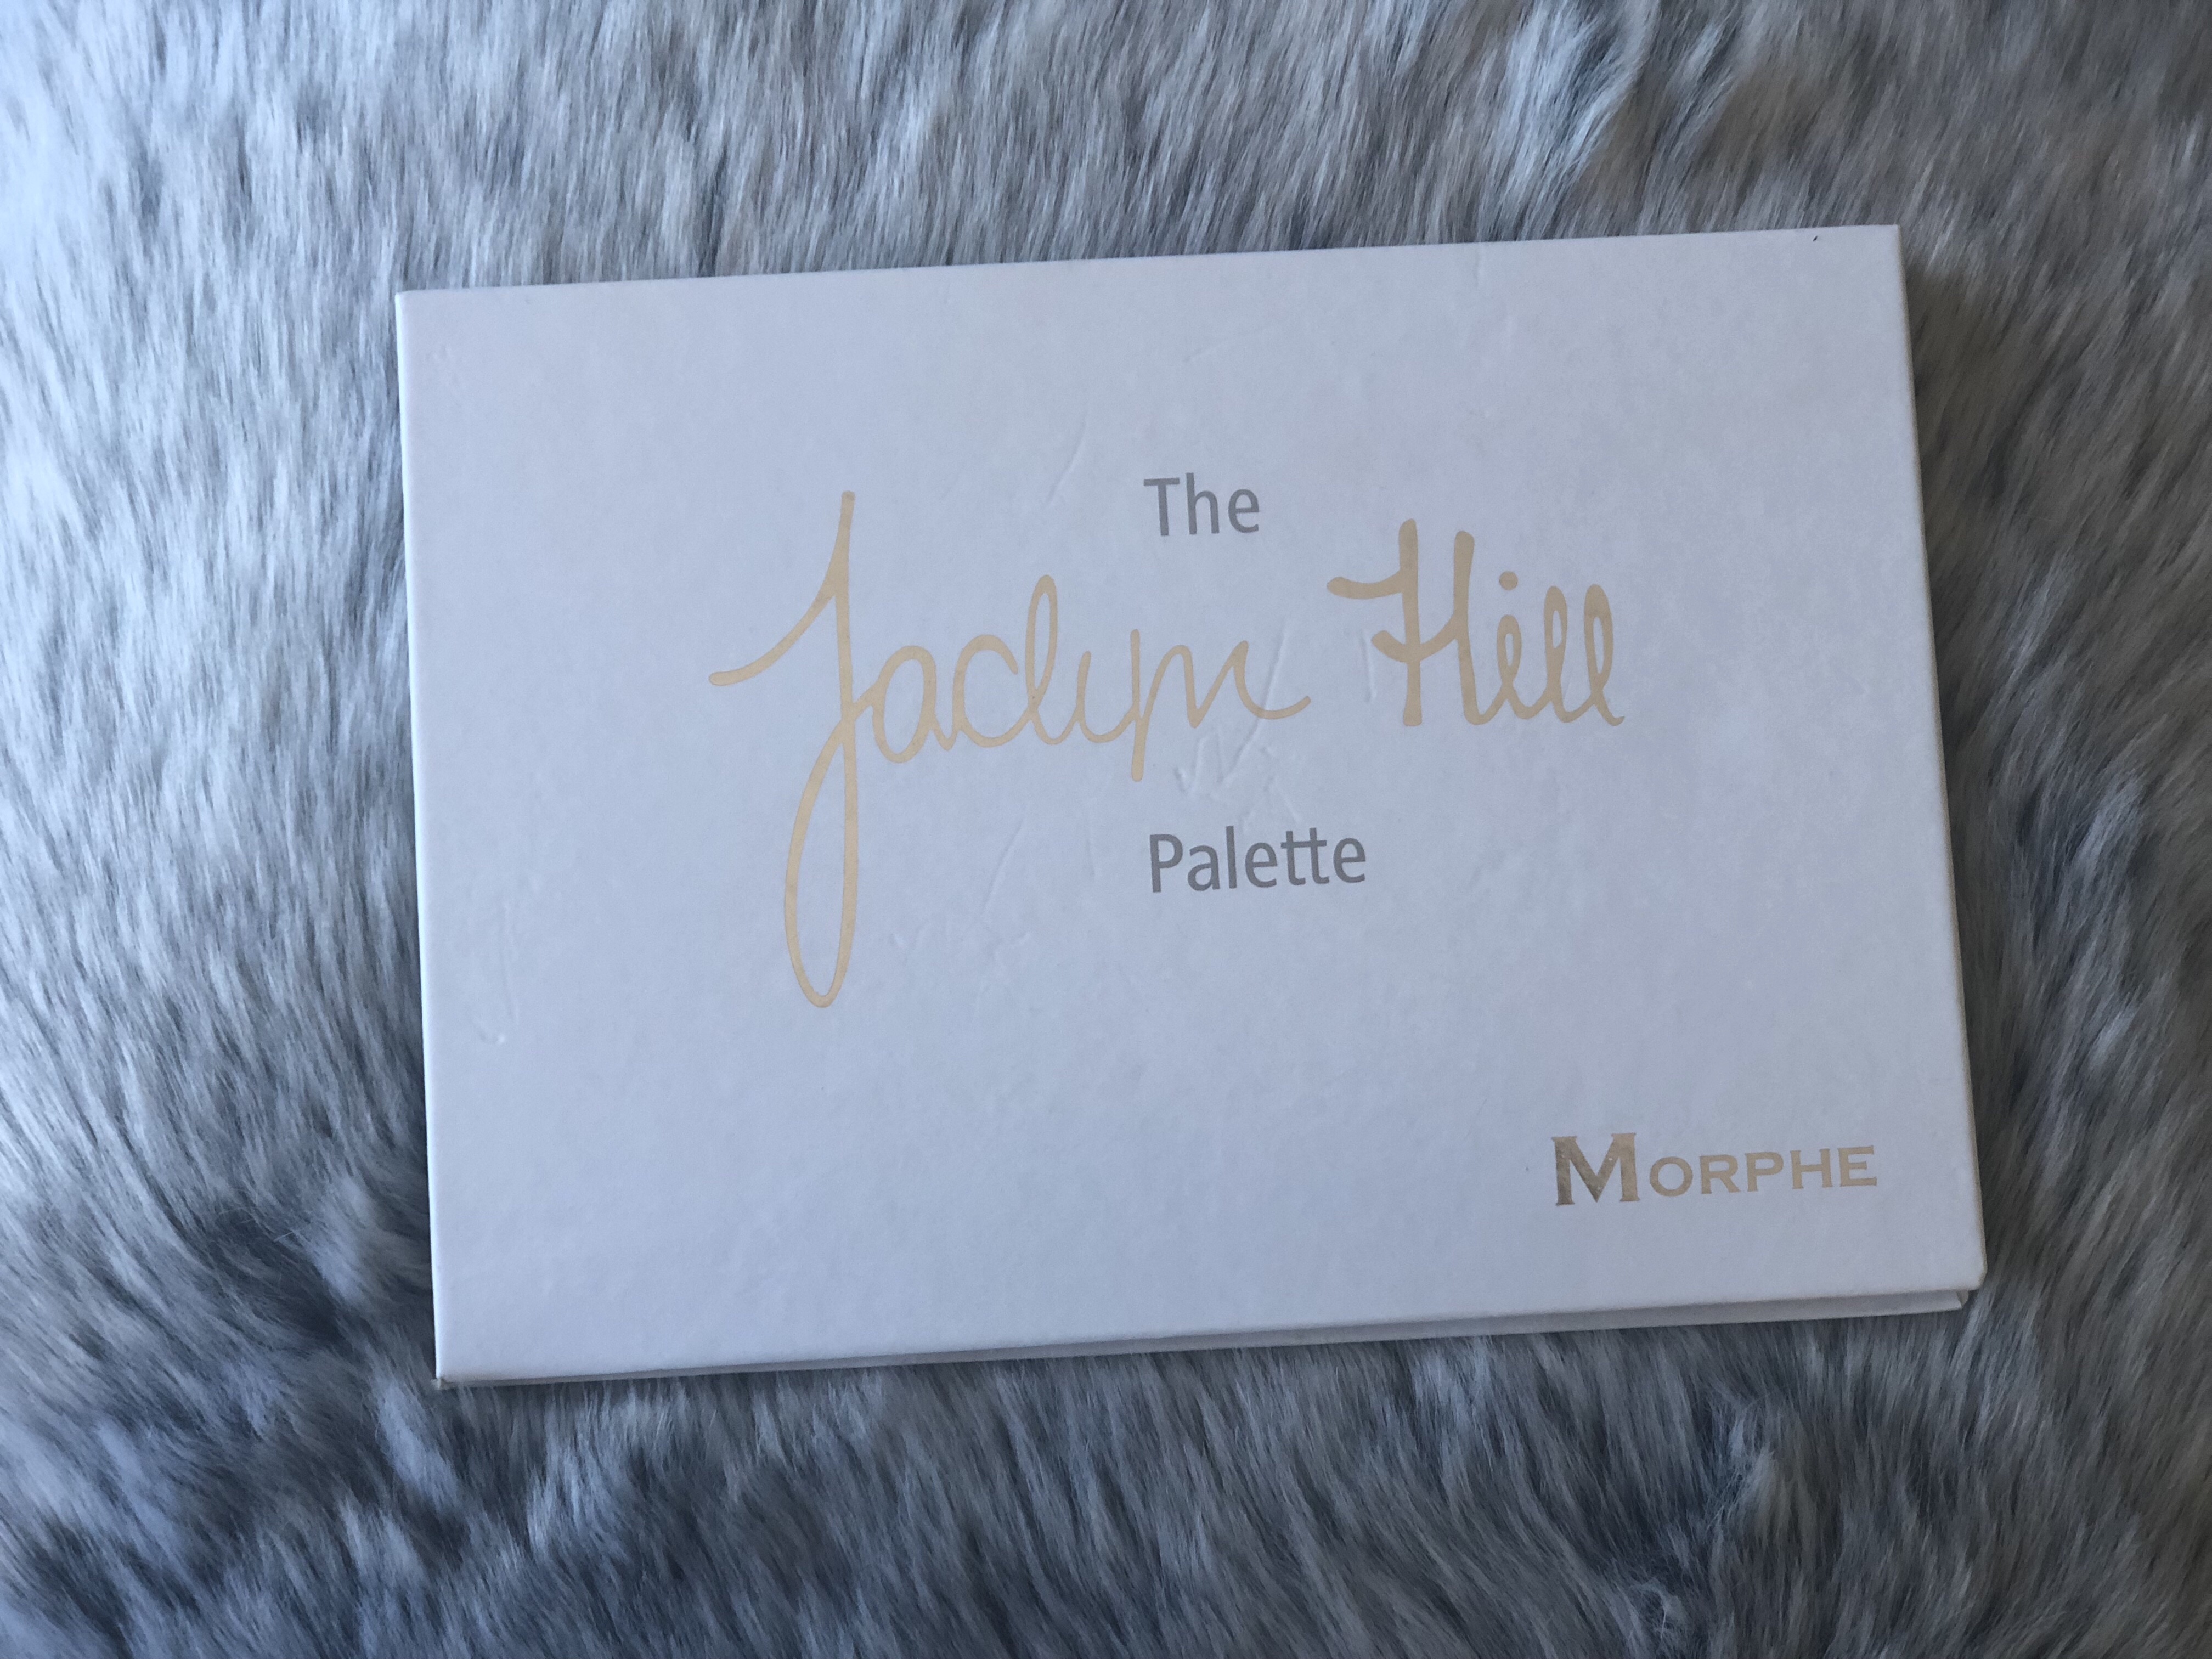 The
Jaclyn Hill
Palette
MORPHE